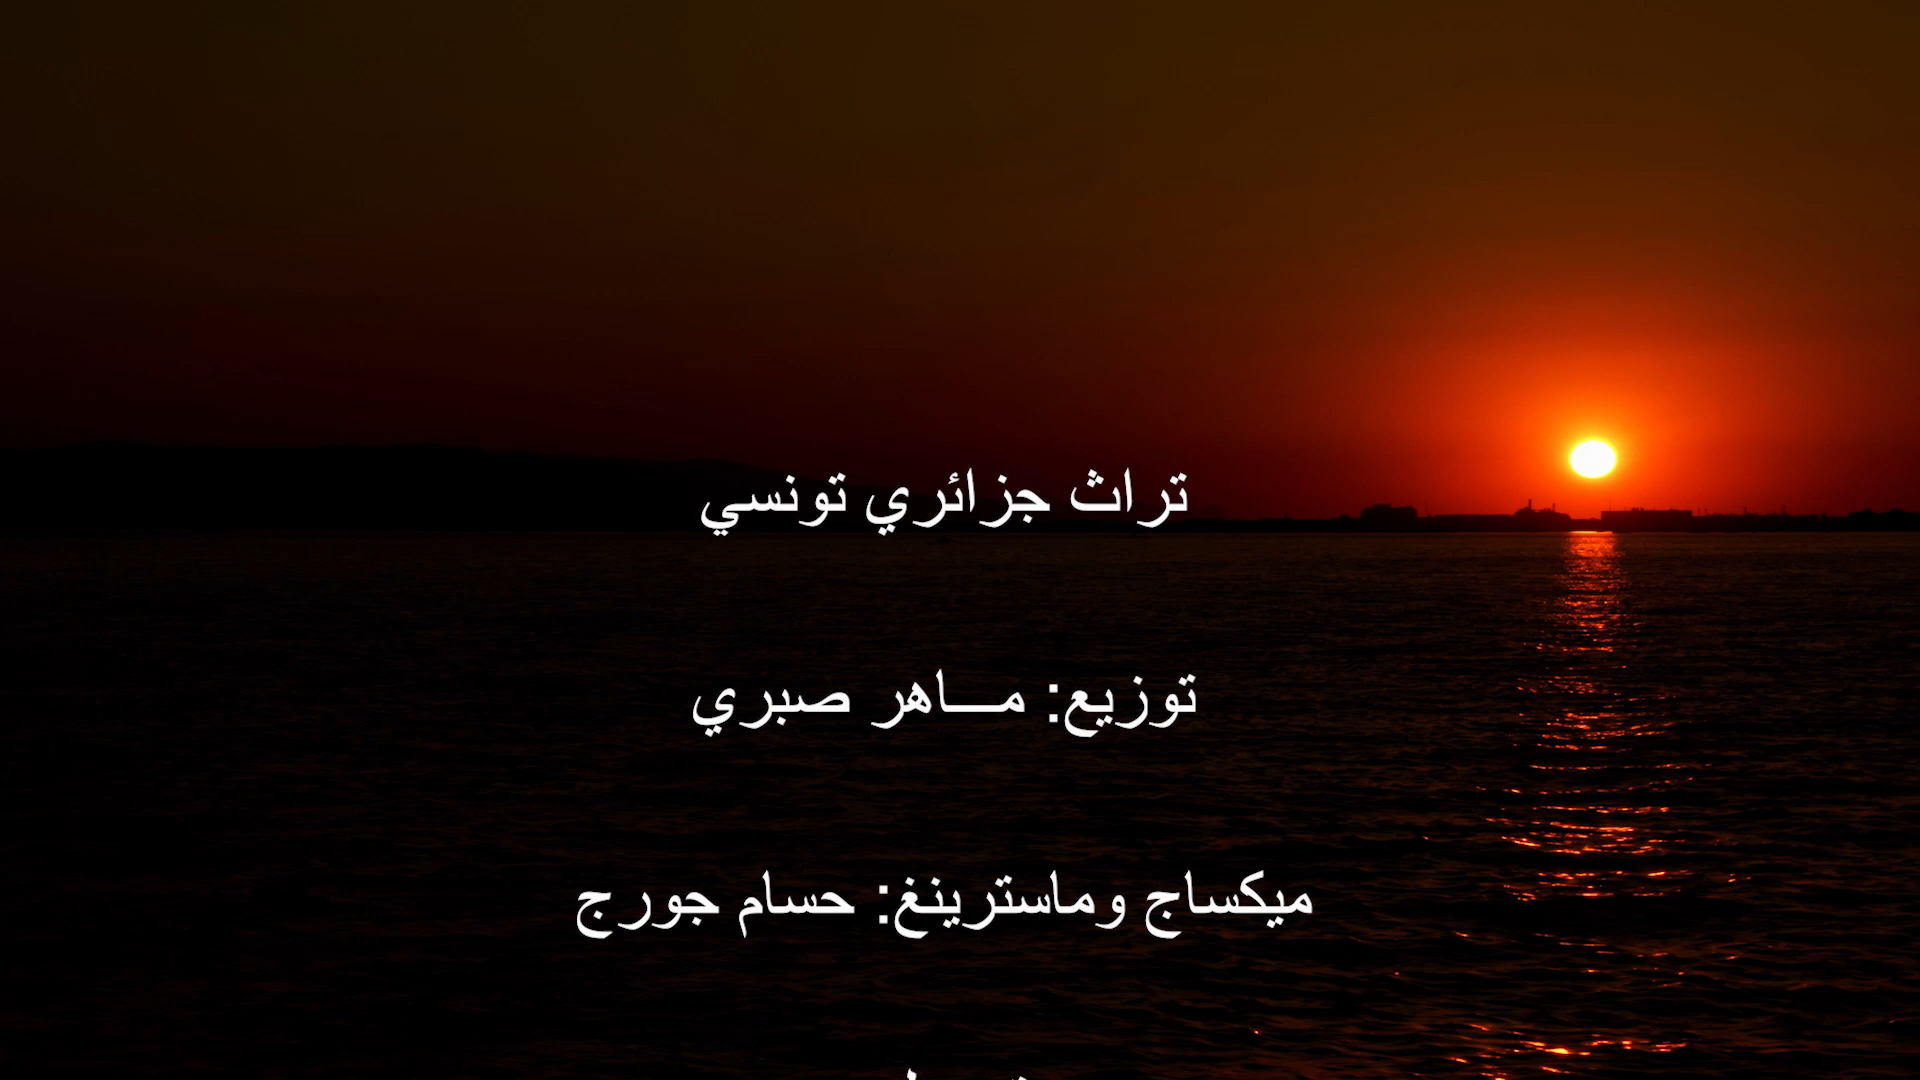 تراث جزائري تونسي
توزيع: مـــاهر صبري
ميكساج وماسترينغ: حسام جورج